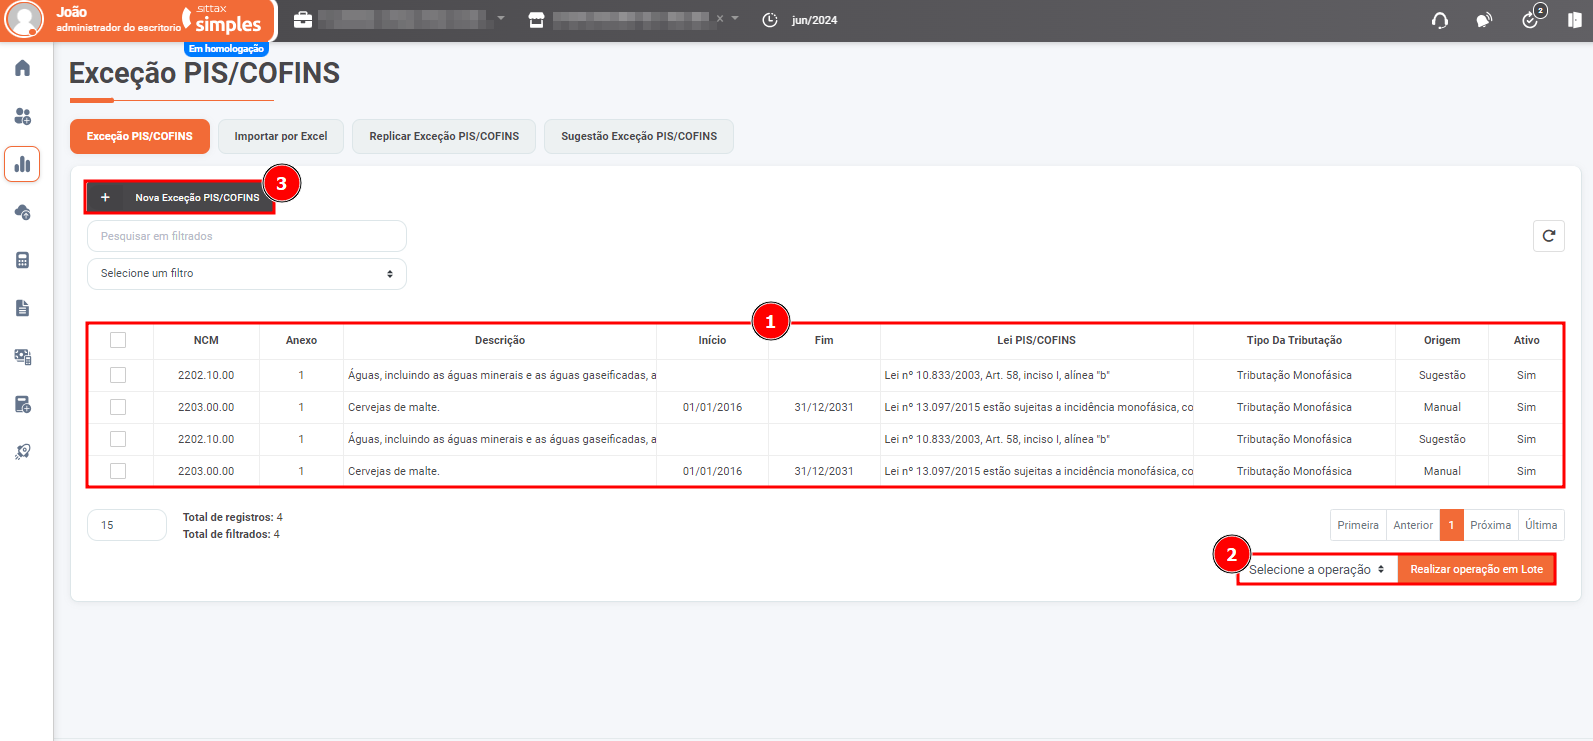 João
administrador do escritorio
sittax
simples
Em homologação
× jun/2024
2
Exceção PIS/COFINS
Exceção PIS/COFINS Importar por Excel Replicar Exceção PIS/COFINS Sugestão Exceção PIS/COFINS
+ Nova Exceção PIS/COFINS
3
Pesquisar em filtrados
Selecione um filtro
1
NCM Anexo Descrição Início Fim Lei PIS/COFINS Tipo Da Tributação Origem Ativo
2202.10.00 1 Águas, incluindo as águas minerais e as águas gaseificadas, a Lei nº 10.833/2003, Art. 58, inciso I, alínea "b" Tributação Monofásica Sugestão Sim
2203.00.00 1 Cervejas de malte. 01/01/2016 31/12/2031 Lei nº 13.097/2015 estão sujeitas a incidência monofásica, co Tributação Monofásica Manual Sim
2202.10.00 1 Águas, incluindo as águas minerais e as águas gaseificadas, a Lei nº 10.833/2003, Art. 58, inciso I, alínea "b" Tributação Monofásica Sugestão Sim
2203.00.00 1 Cervejas de malte. 01/01/2016 31/12/2031 Lei nº 13.097/2015 estão sujeitas a incidência monofásica, co Tributação Monofásica Manual Sim
15
Total de registros: 4
Total de filtrados: 4
Primeira Anterior 1 Próxima Última
2
Selecione a operação Realizar operação em Lote